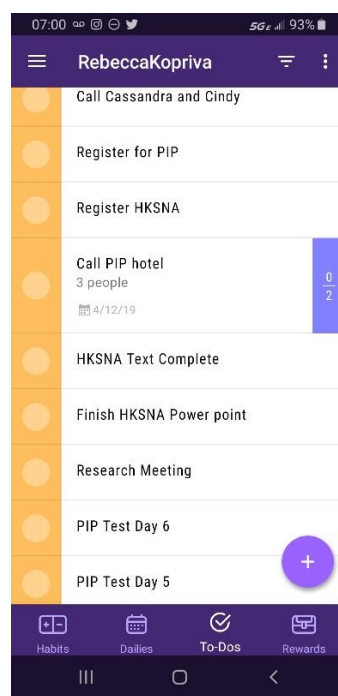 07:00 5GE 93%
RebeccaKopriva
Call Cassandra and Cindy
Register for PIP
Register HKSNA
Call PIP hotel
3 people
4/12/19
0
2
HKSNA Text Complete
Finish HKSNA Power point
Research Meeting
PIP Test Day 6
PIP Test Day 5
+
Habits Dailies To-Dos Rewards